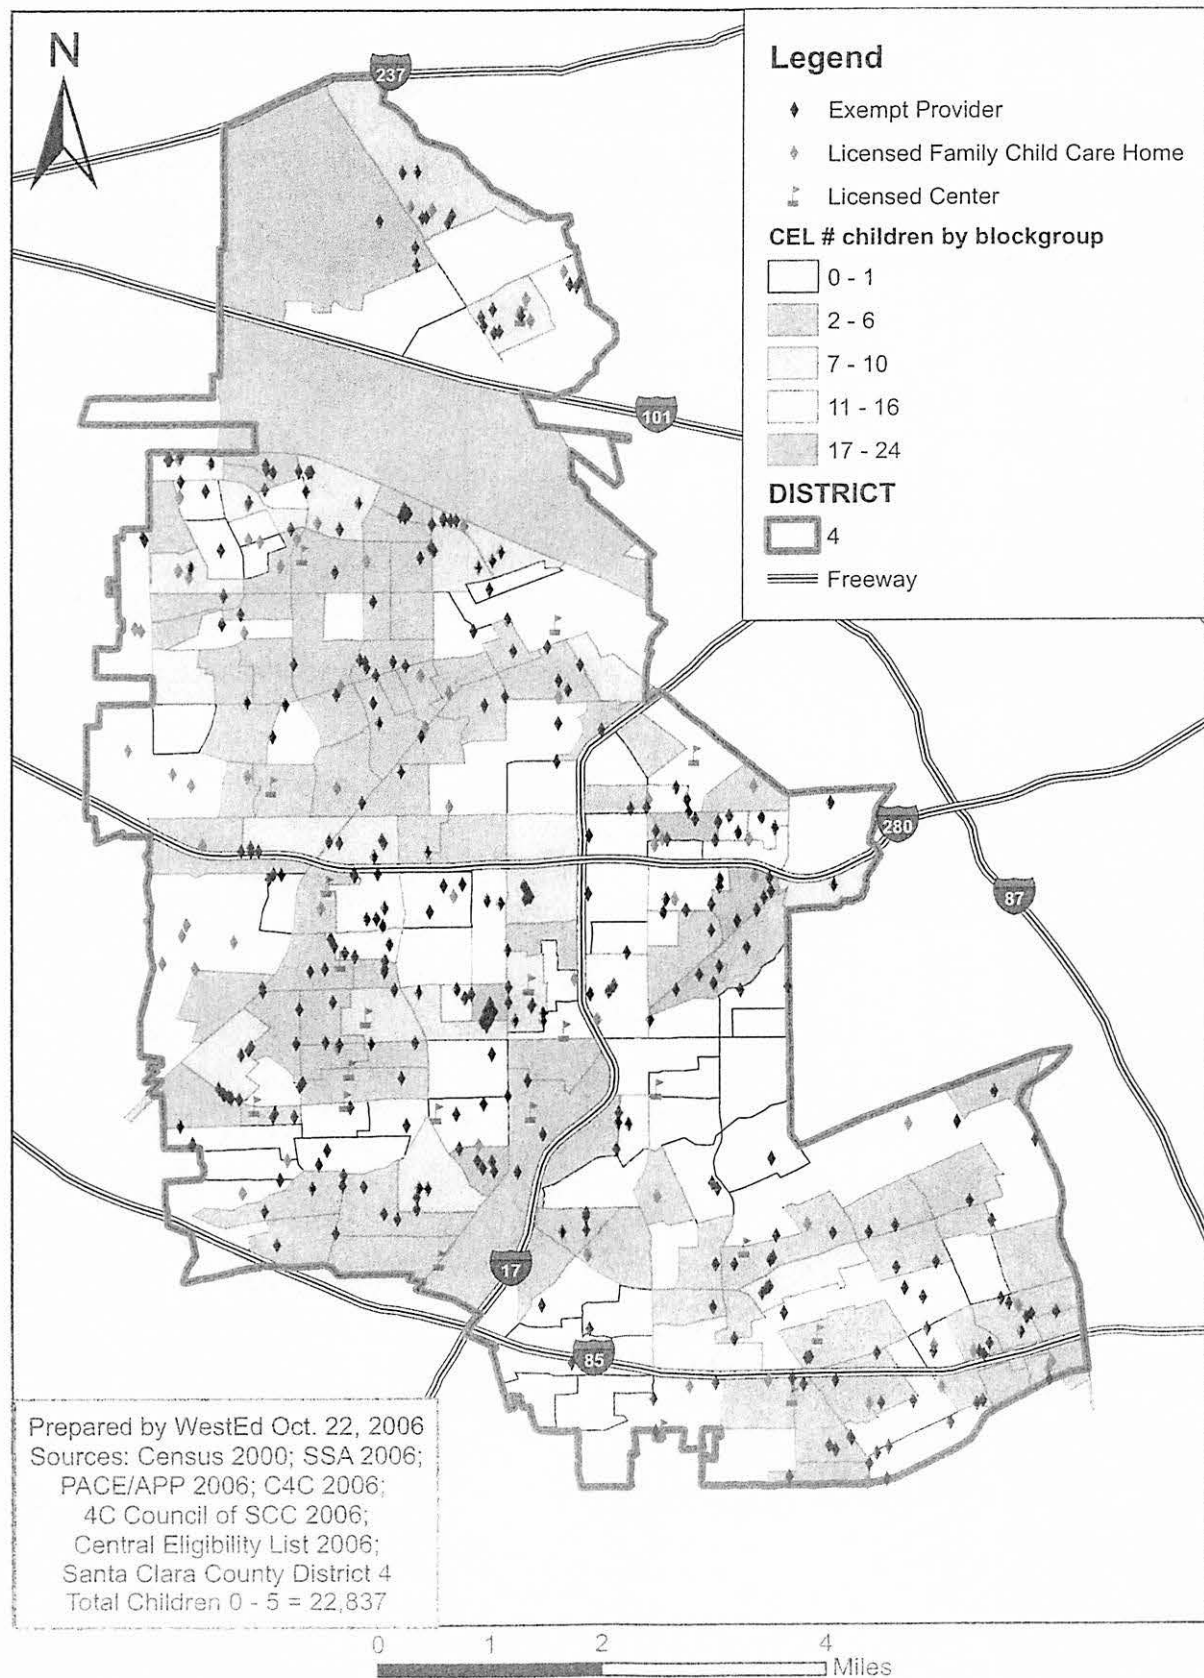 N
237
Legend
Exempt Provider
Licensed Family Child Care Home
Licensed Center
CEL # children by blockgroup
0 - 1
2 - 6
7 - 10
11 - 16
17 - 24
DISTRICT
4
Freeway
101
280
87
17
85
Prepared by WestEd Oct. 22, 2006
Sources: Census 2000; SSA 2006;
PACE/APP 2006; C4C 2006;
4C Council of SCC 2006;
Central Eligibility List 2006;
Santa Clara County District 4
Total Children 0 - 5 = 22,837
0 1 2 4
Miles